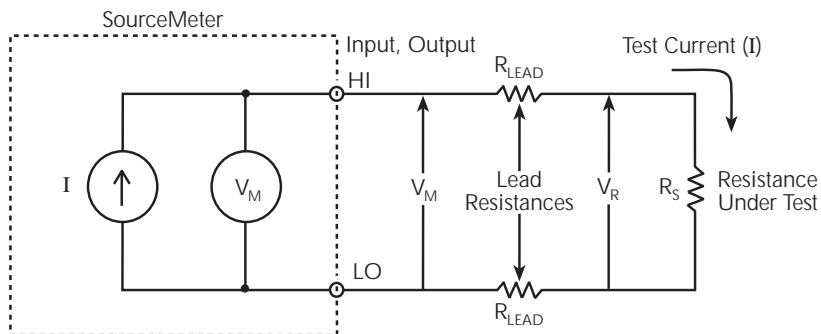 SourceMeter
Input, Output
Test Current (I)
R_LEAD
HI
I
V_M
V_M
Lead
Resistances
V_R
R_S
Resistance
Under Test
LO
R_LEAD